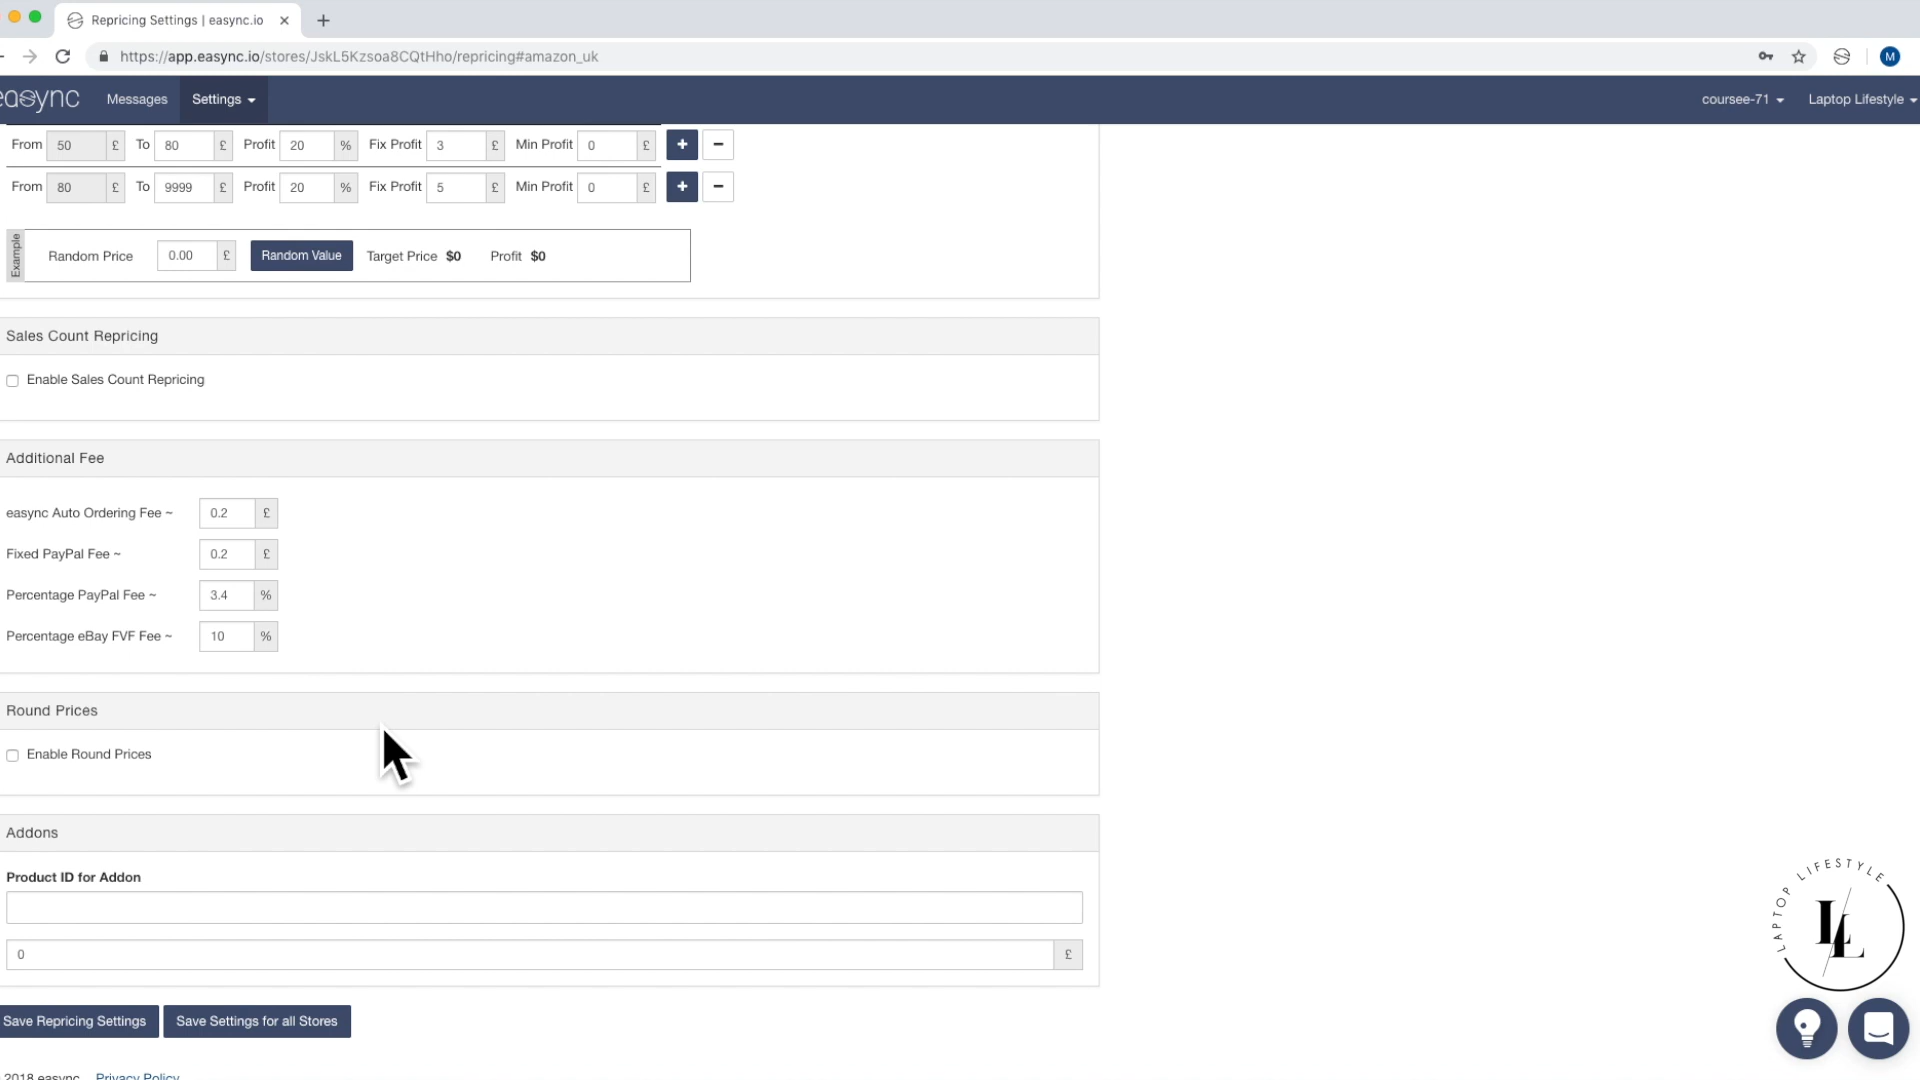 Repricing Settings | easync.io
https://app.easync.io/stores/JskL5Kzsoa8CQtHho/repricing#amazon_uk
M
easync Messages Settings coursee-71 Laptop Lifestyle
From 50 £ To 80 £ Profit 20 % Fix Profit 3 £ Min Profit 0 £ + -
From 80 £ To 9999 £ Profit 20 % Fix Profit 5 £ Min Profit 0 £ + -
Example Random Price 0.00 £ Random Value Target Price $0 Profit $0
Sales Count Repricing
Enable Sales Count Repricing
Additional Fee
easync Auto Ordering Fee ~ 0.2 £
Fixed PayPal Fee ~ 0.2 £
Percentage PayPal Fee ~ 3.4 %
Percentage eBay FVF Fee ~ 10 %
Round Prices
Enable Round Prices
Addons
Product ID for Addon
0 £
LAPTOP LIFESTYLE
LL
Save Repricing Settings Save Settings for all Stores
2018 easync Privacy Policy